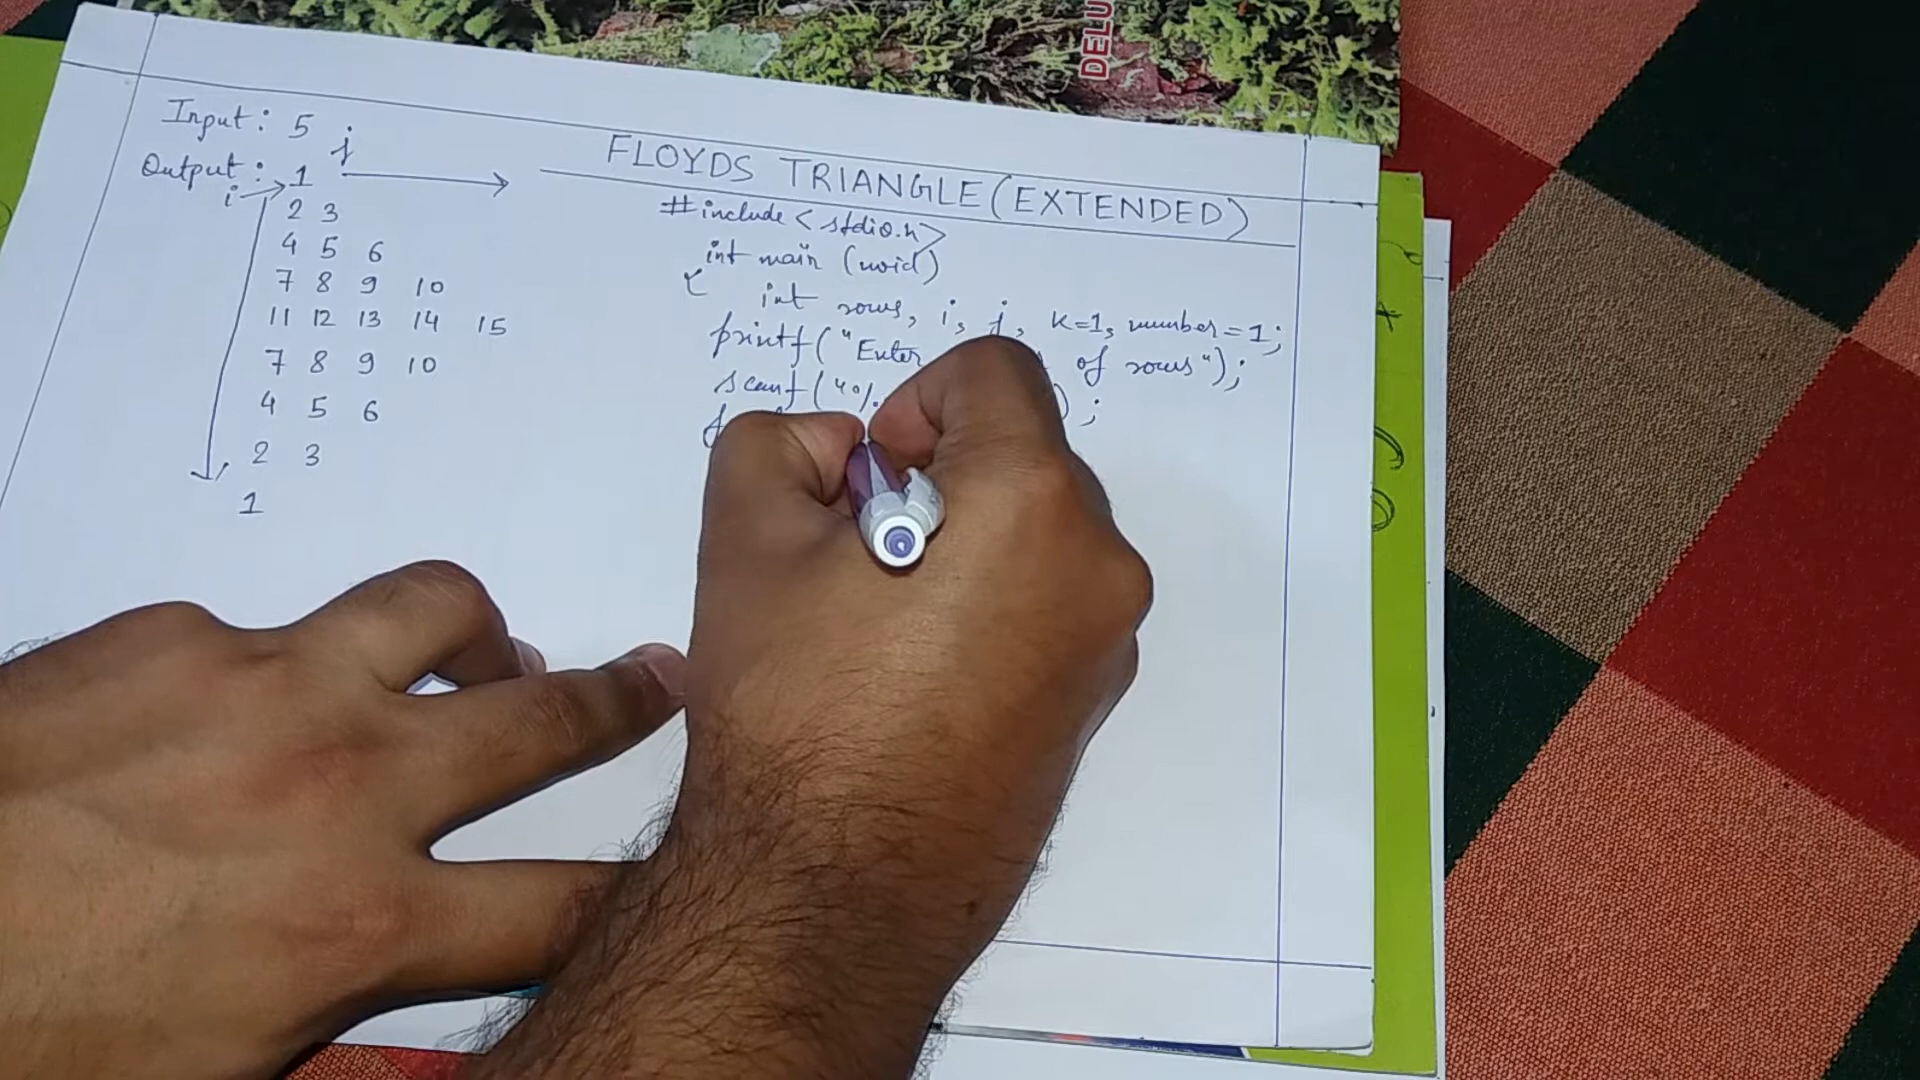 DELU
Input: 5
j
Output: 1
i
2 3
4 5 6
7 8 9 10
11 12 13 14 15
7 8 9 10
4 5 6
2 3
1
FLOYDS TRIANGLE (EXTENDED)
#include <stdio.h>
int main (void)
{
int rows, i, j, k=1, number=1;
printf("Enter of rows");
scanf("% );